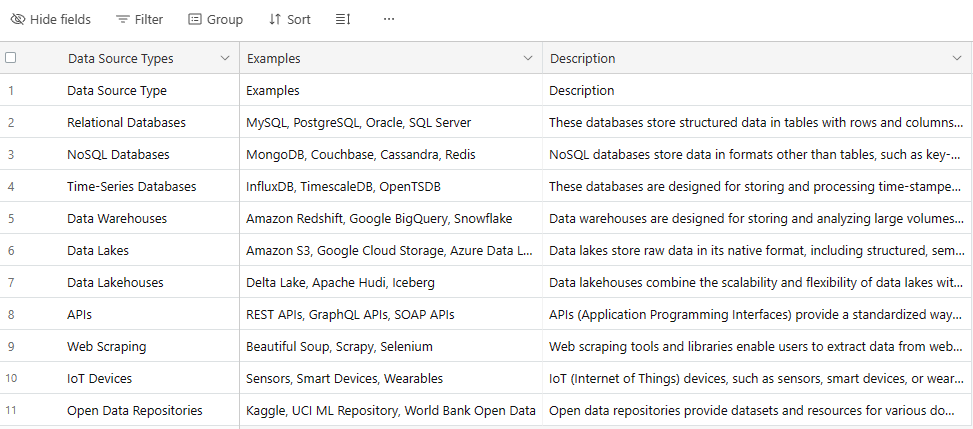 Hide fields Filter Group Sort ...
Data Source Types Examples Description
1 Data Source Type Examples Description
2 Relational Databases MySQL, PostgreSQL, Oracle, SQL Server These databases store structured data in tables with rows and columns...
3 NoSQL Databases MongoDB, Couchbase, Cassandra, Redis NoSQL databases store data in formats other than tables, such as key-...
4 Time-Series Databases InfluxDB, TimescaleDB, OpenTSDB These databases are designed for storing and processing time-stampe...
5 Data Warehouses Amazon Redshift, Google BigQuery, Snowflake Data warehouses are designed for storing and analyzing large volumes...
6 Data Lakes Amazon S3, Google Cloud Storage, Azure Data L... Data lakes store raw data in its native format, including structured, sem...
7 Data Lakehouses Delta Lake, Apache Hudi, Iceberg Data lakehouses combine the scalability and flexibility of data lakes wit...
8 APIs REST APIs, GraphQL APIs, SOAP APIs APIs (Application Programming Interfaces) provide a standardized way...
9 Web Scraping Beautiful Soup, Scrapy, Selenium Web scraping tools and libraries enable users to extract data from web...
10 IoT Devices Sensors, Smart Devices, Wearables IoT (Internet of Things) devices, such as sensors, smart devices, or wear...
11 Open Data Repositories Kaggle, UCI ML Repository, World Bank Open Data Open data repositories provide datasets and resources for various do...